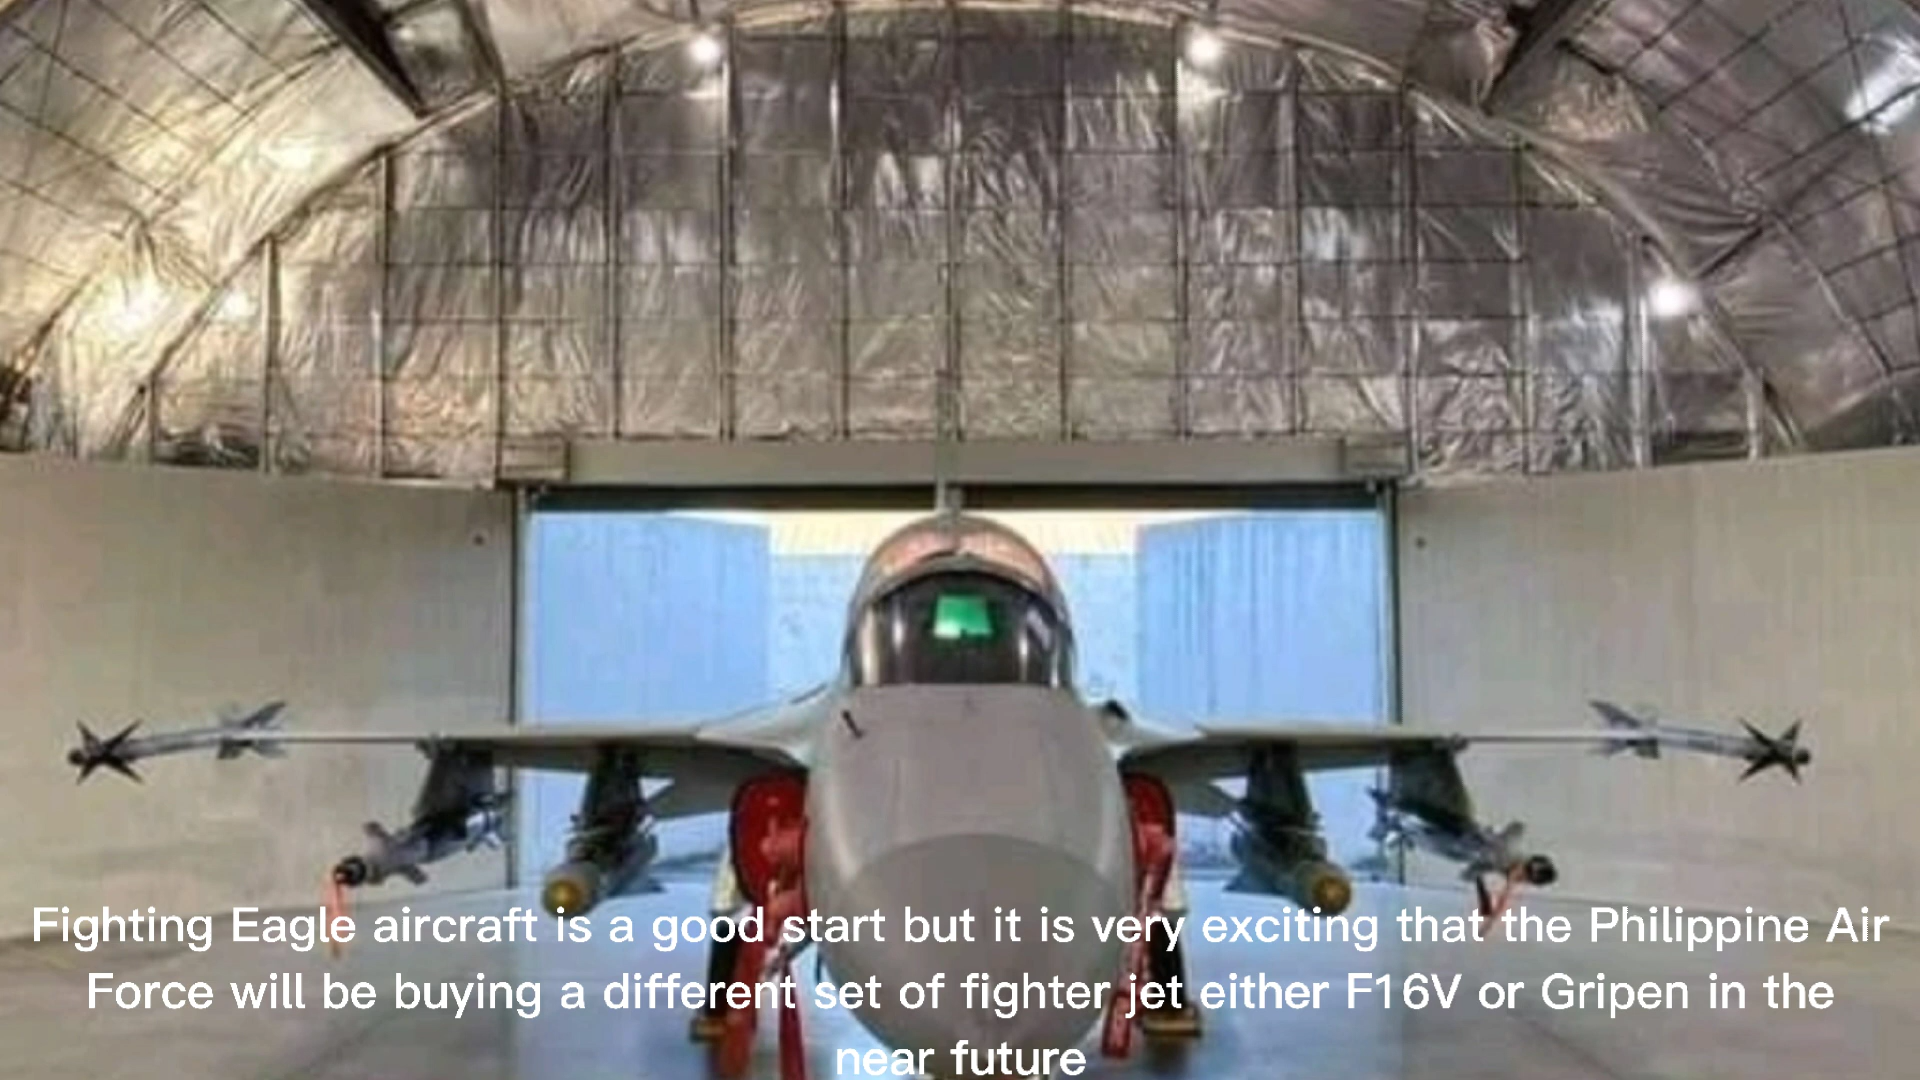 Fighting Eagle aircraft is a good start but it is very exciting that the Philippine Air
Force will be buying a different set of fighter jet either F16V or Gripen in the
near future